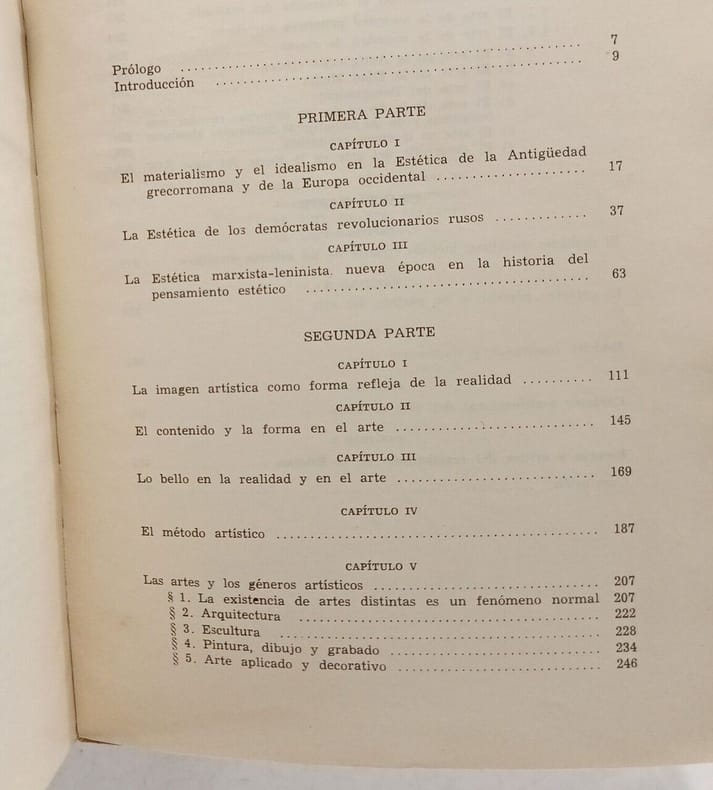 Prólogo ........................................ 7
Introducción ........................................ 9
PRIMERA PARTE
CAPÍTULO I
El materialismo y el idealismo en la Estética de la Antigüedad
grecorromana y de la Europa occidental .................... 17
CAPÍTULO II
La Estética de los demócratas revolucionarios rusos ............. 37
CAPÍTULO III
La Estética marxista-leninista. nueva época en la historia del
pensamiento estético .................................... 63
SEGUNDA PARTE
CAPÍTULO I
La imagen artística como forma refleja de la realidad .......... 111
CAPÍTULO II
El contenido y la forma en el arte ............................ 145
CAPÍTULO III
Lo bello en la realidad y en el arte ............................ 169
CAPÍTULO IV
El método artístico ............................................ 187
CAPÍTULO V
Las artes y los géneros artísticos ............................ 207
§ 1. La existencia de artes distintas es un fenómeno normal 207
§ 2. Arquitectura ........................................ 222
§ 3. Escultura ........................................ 228
§ 4. Pintura, dibujo y grabado ............................ 234
§ 5. Arte aplicado y decorativo ............................ 246